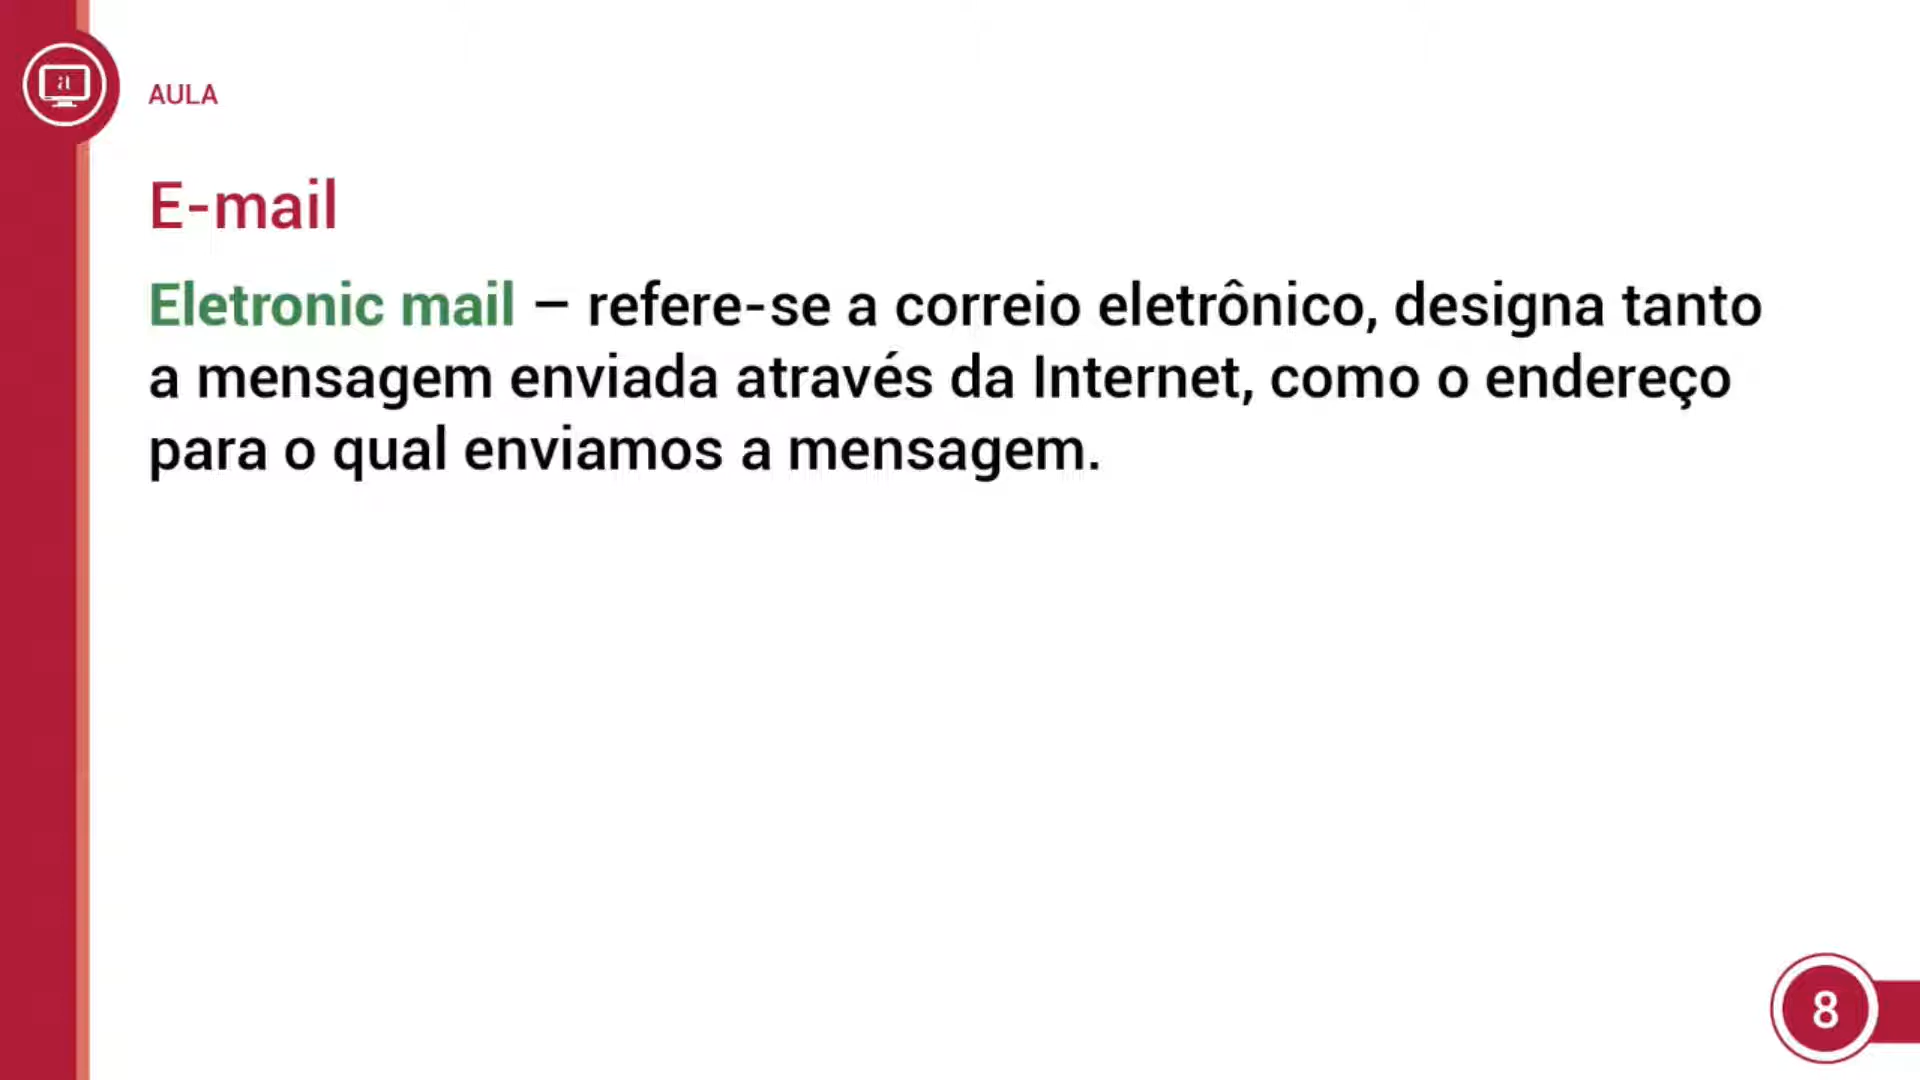 a
AULA
E-mail
Eletronic mail – refere-se a correio eletrônico, designa tanto
a mensagem enviada através da Internet, como o endereço
para o qual enviamos a mensagem.
8